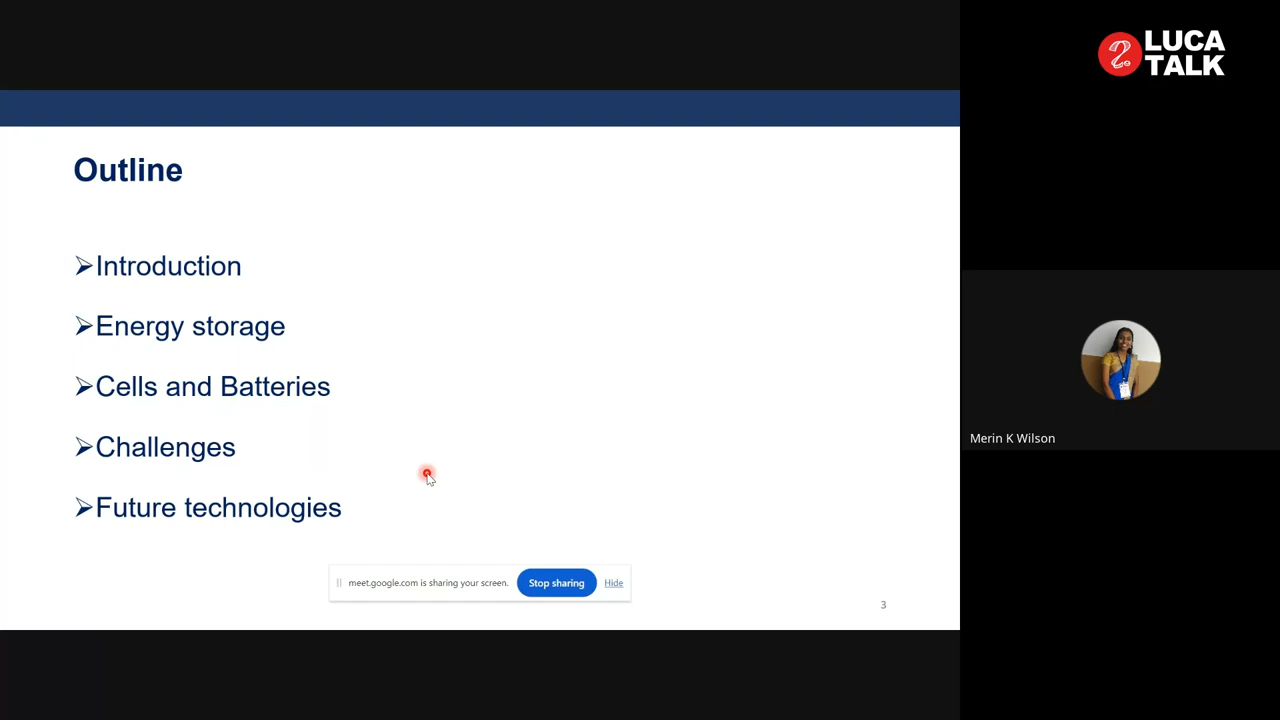 LUCA
TALK
Outline
➢Introduction
➢Energy storage
➢Cells and Batteries
➢Challenges
➢Future technologies
meet.google.com is sharing your screen. Stop sharing Hide
3
Merin K Wilson